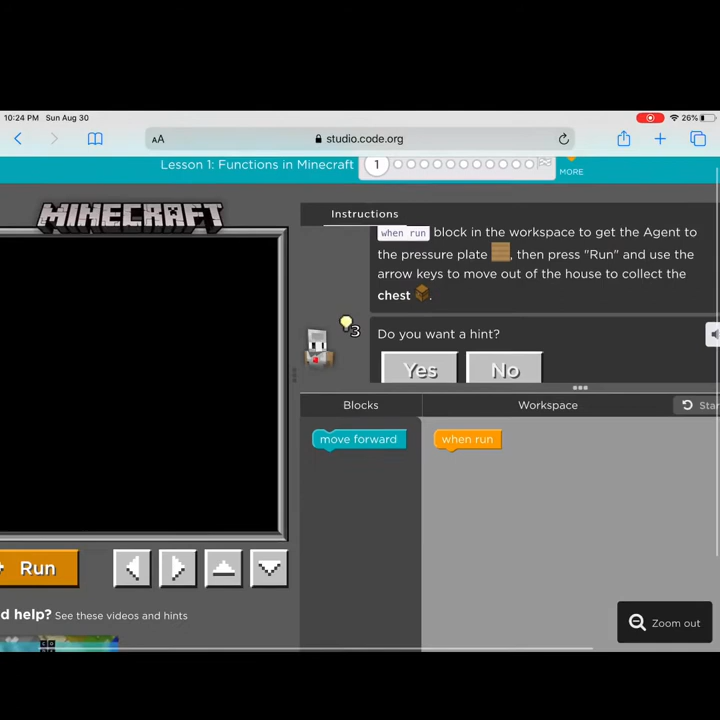 10:24 PM Sun Aug 30
26%
AA
studio.code.org
Lesson 1: Functions in Minecraft
1
MORE
MINECRAFT
Instructions
when run block in the workspace to get the Agent to
the pressure plate , then press "Run" and use the
arrow keys to move out of the house to collect the
chest .
3
Do you want a hint?
Yes
No
Blocks
Workspace
Star
move forward
when run
Run
d help? See these videos and hints
Zoom out